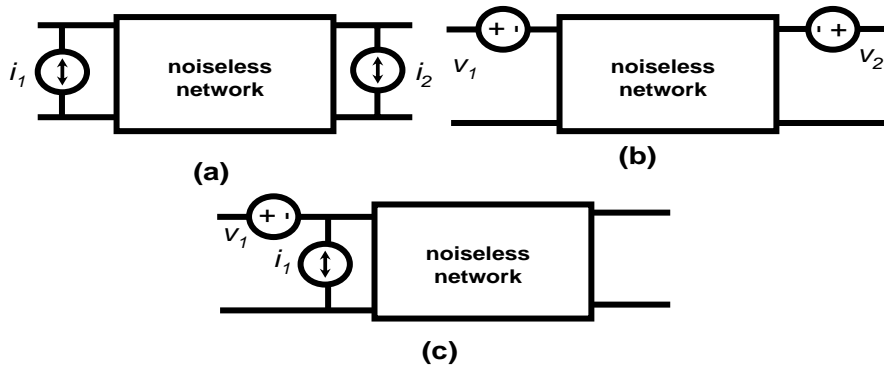 i1
noiseless
network
i2
(a)
+ -
v1
noiseless
network
- +
v2
(b)
+ -
v1
i1
noiseless
network
(c)